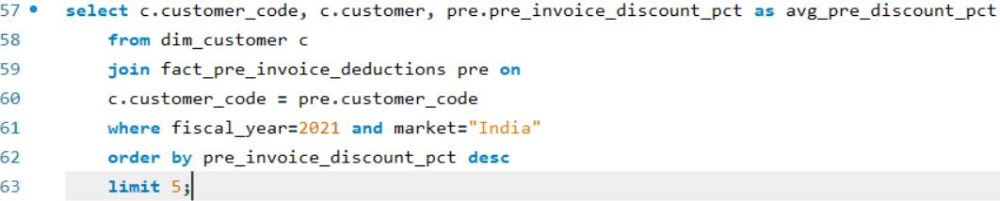 57 select c.customer_code, c.customer, pre.pre_invoice_discount_pct as avg_pre_discount_pct
58 from dim_customer c
59 join fact_pre_invoice_deductions pre on
60 c.customer_code = pre.customer_code
61 where fiscal_year=2021 and market="India"
62 order by pre_invoice_discount_pct desc
63 limit 5;